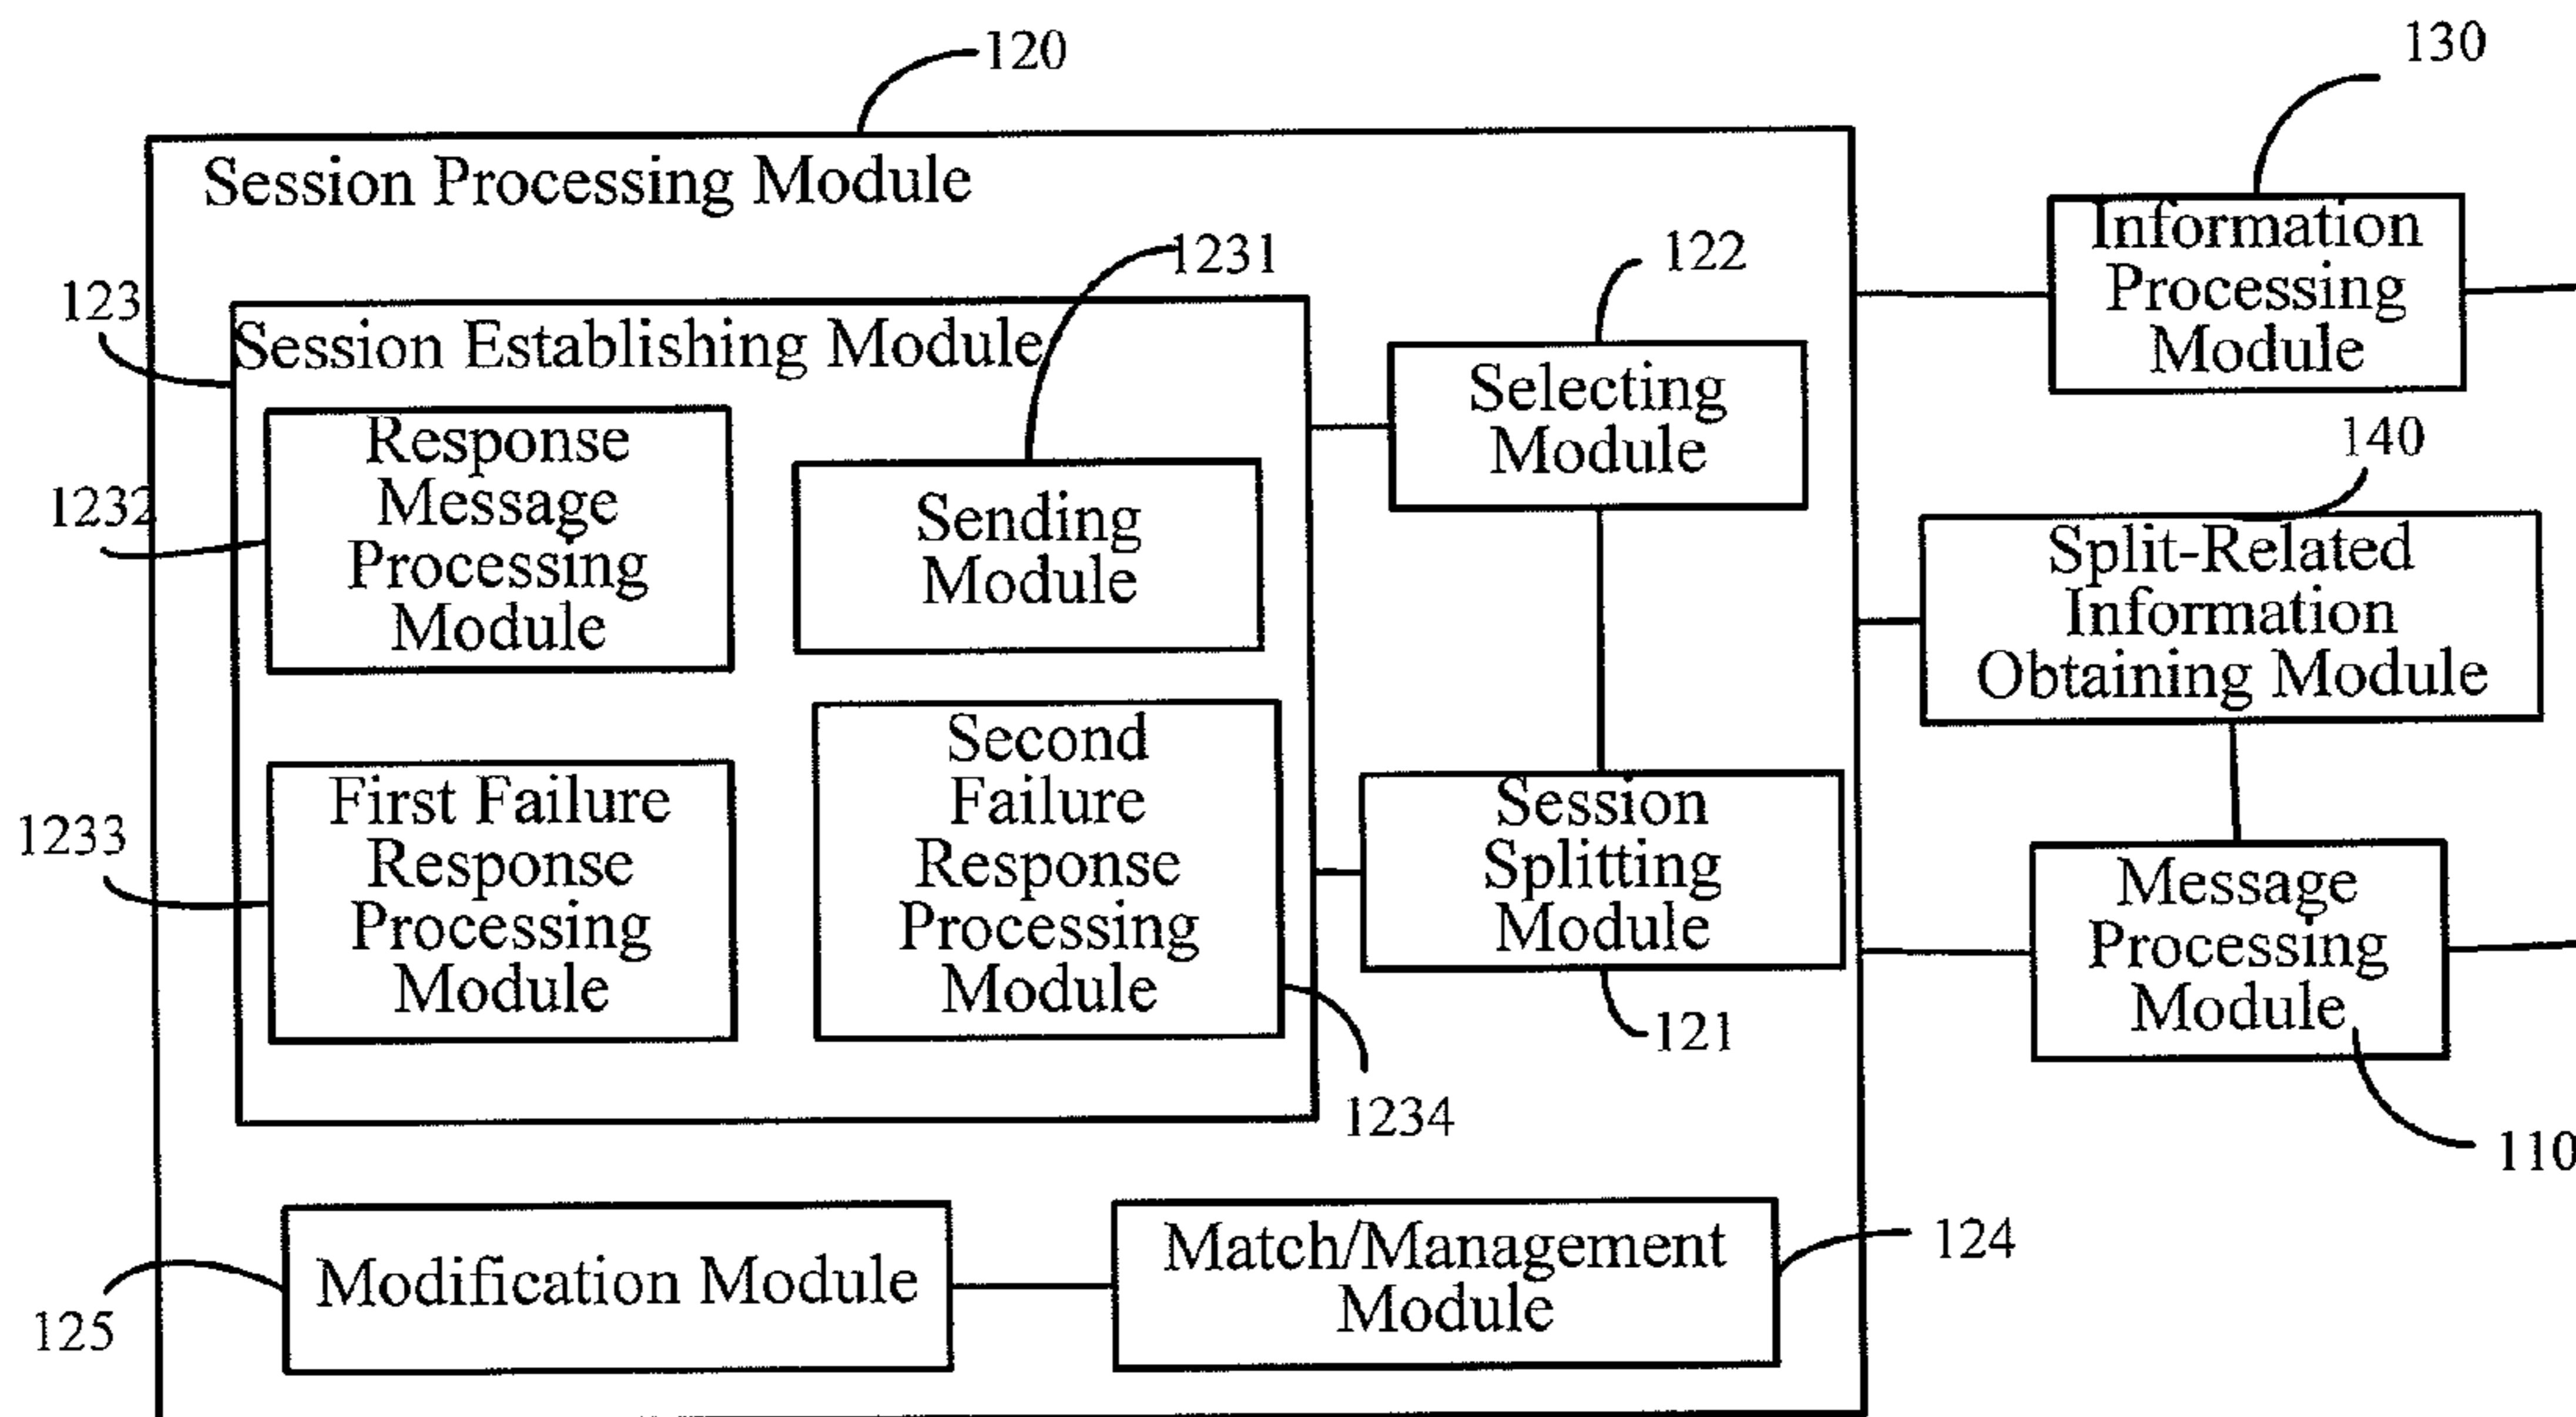 120
130
Session Processing Module
1231
122
123
Information
Processing
Module
Session Establishing Module
Selecting
Module
Response
Message
Processing
Module
140
1232
Sending
Module
Split-Related
Information
Obtaining Module
Second
Failure
Response
Processing
Module
First Failure
Response
Processing
Module
1233
Session
Splitting
Module
Message
Processing
Module
121
1234
110
Modification Module
Match/Management
Module
124
125